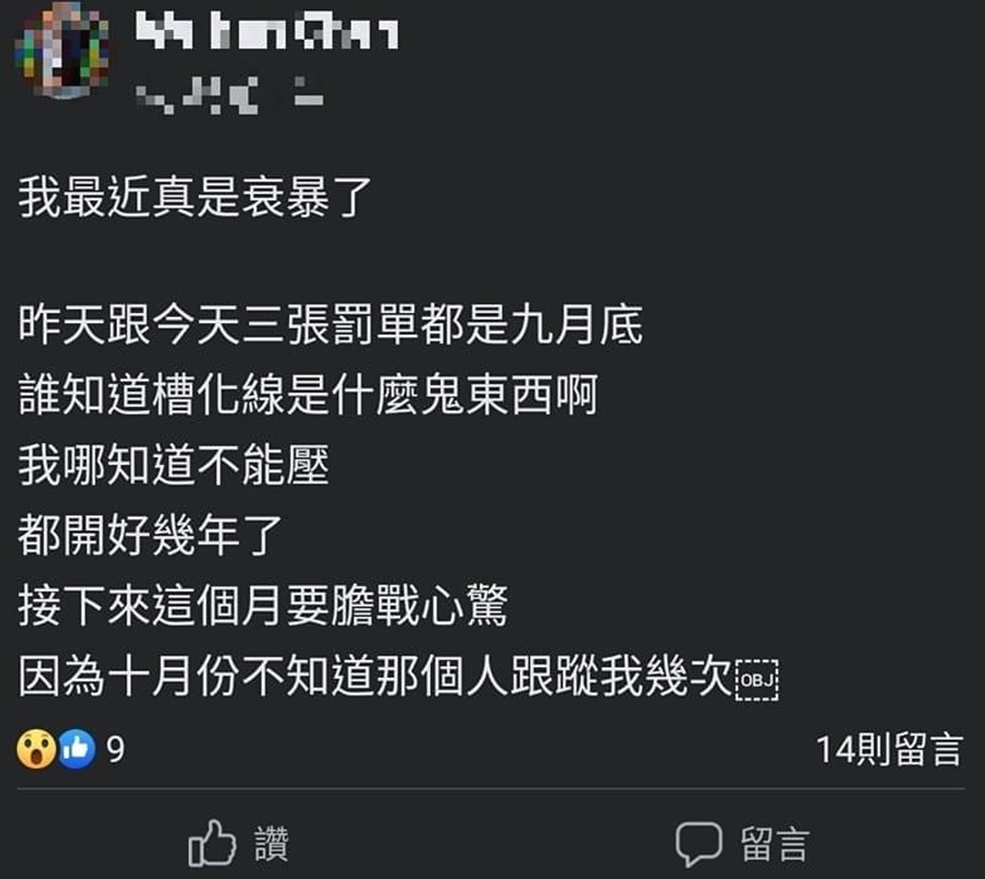 我最近真是衰暴了
昨天跟今天三張罰單都是九月底
誰知道槽化線是什麼鬼東西啊
我哪知道不能壓
都開好幾年了
接下來這個月要膽戰心驚
因為十月份不知道那個人跟蹤我幾次
9
14則留言
讚
留言